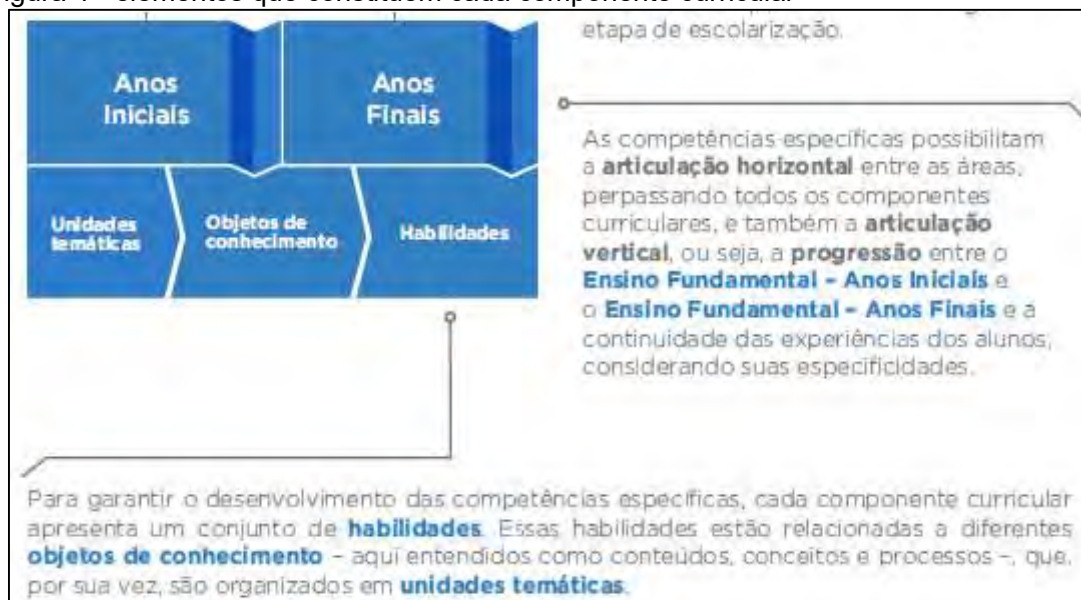 etapa de escolarização.
Anos
Iniciais
Anos
Finais
Unidades
temáticas
Objetos de
conhecimento
Habilidades
As competências específicas possibilitam
a articulação horizontal entre as áreas,
perpassando todos os componentes
curriculares, e também a articulação
vertical, ou seja, a progressão entre o
Ensino Fundamental – Anos Iniciais e
o Ensino Fundamental – Anos Finais e a
continuidade das experiências dos alunos,
considerando suas especificidades.
Para garantir o desenvolvimento das competências específicas, cada componente curricular
apresenta um conjunto de habilidades. Essas habilidades estão relacionadas a diferentes
objetos de conhecimento – aqui entendidos como conteúdos, conceitos e processos –, que,
por sua vez, são organizados em unidades temáticas.